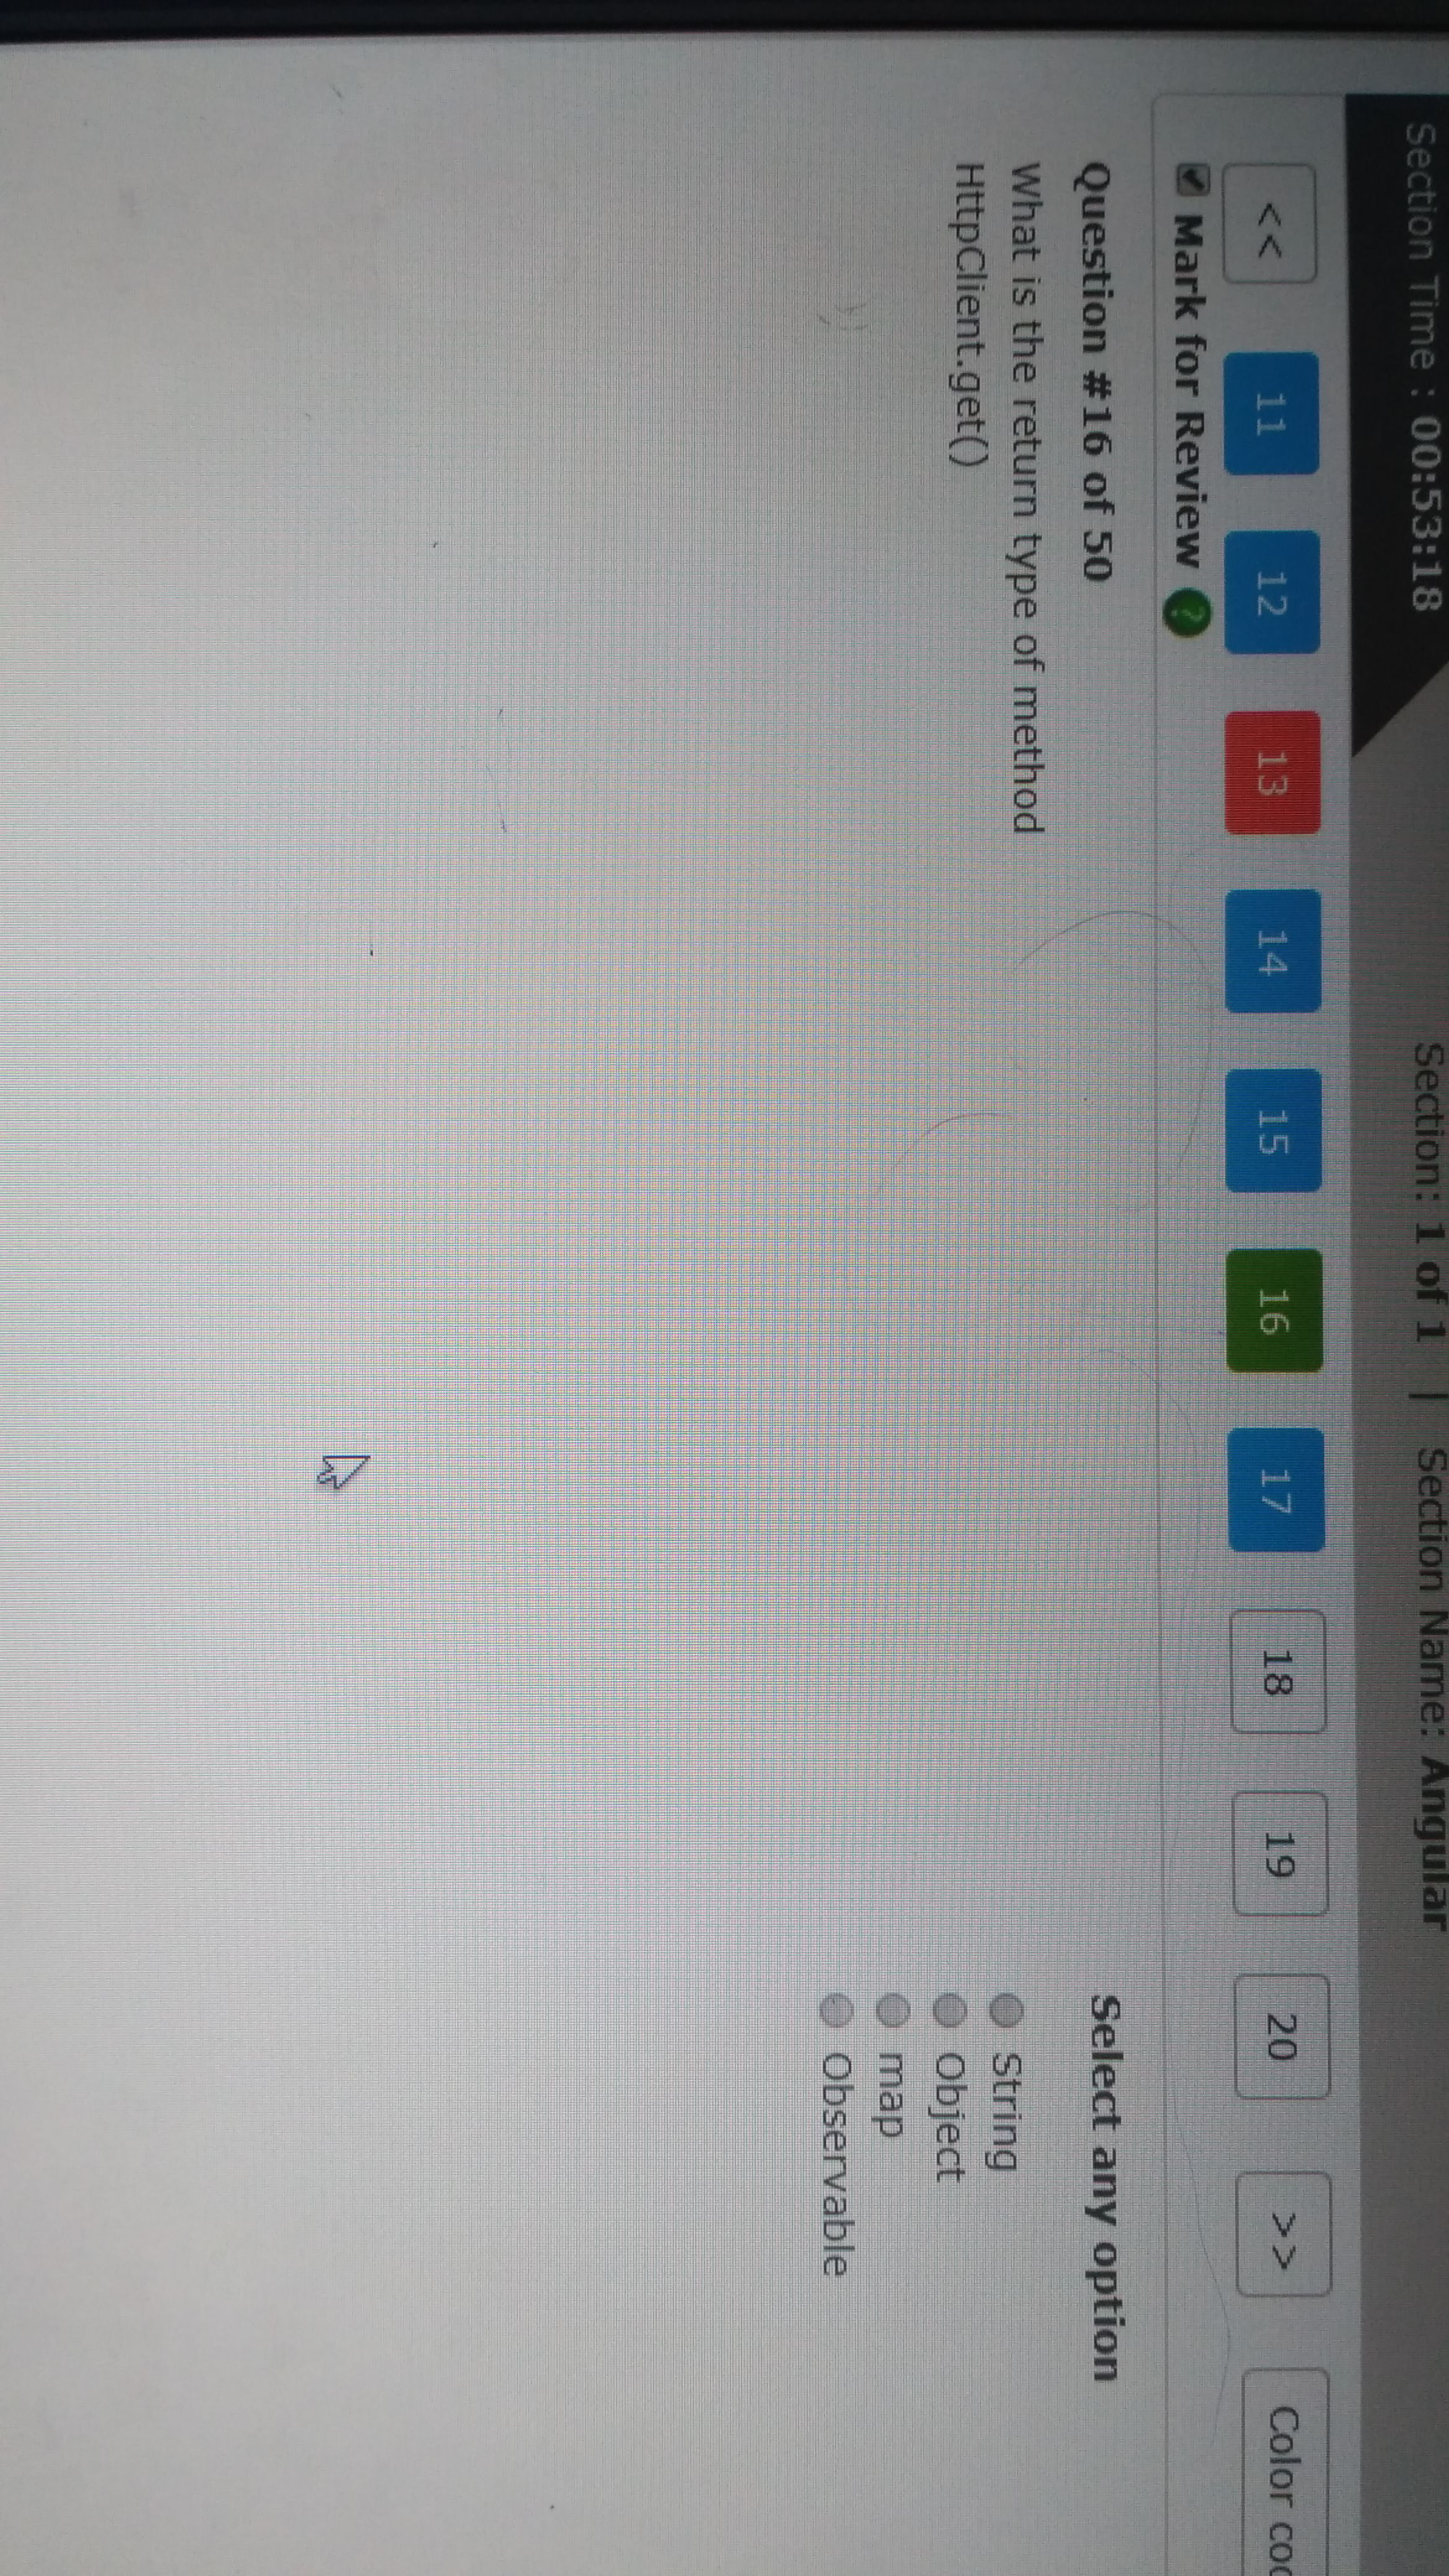 Section Time : 00:53:18
Section: 1 of 1 | Section Name: Angular
<< 11 12 13 14 15 16 17 18 19 20 >> Color
Mark for Review ?
Question #16 of 50
What is the return type of method
HttpClient.get()
Select any option
String
Object
map
Observable